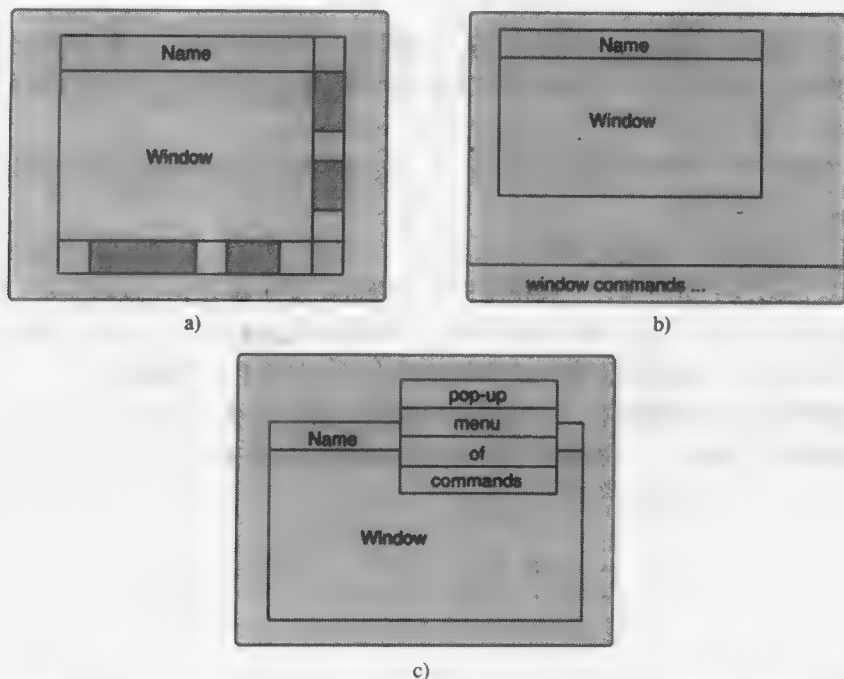 Name
Window
a)
Name
Window
window commands ...
b)
pop-up
menu
of
commands
Name
Window
c)